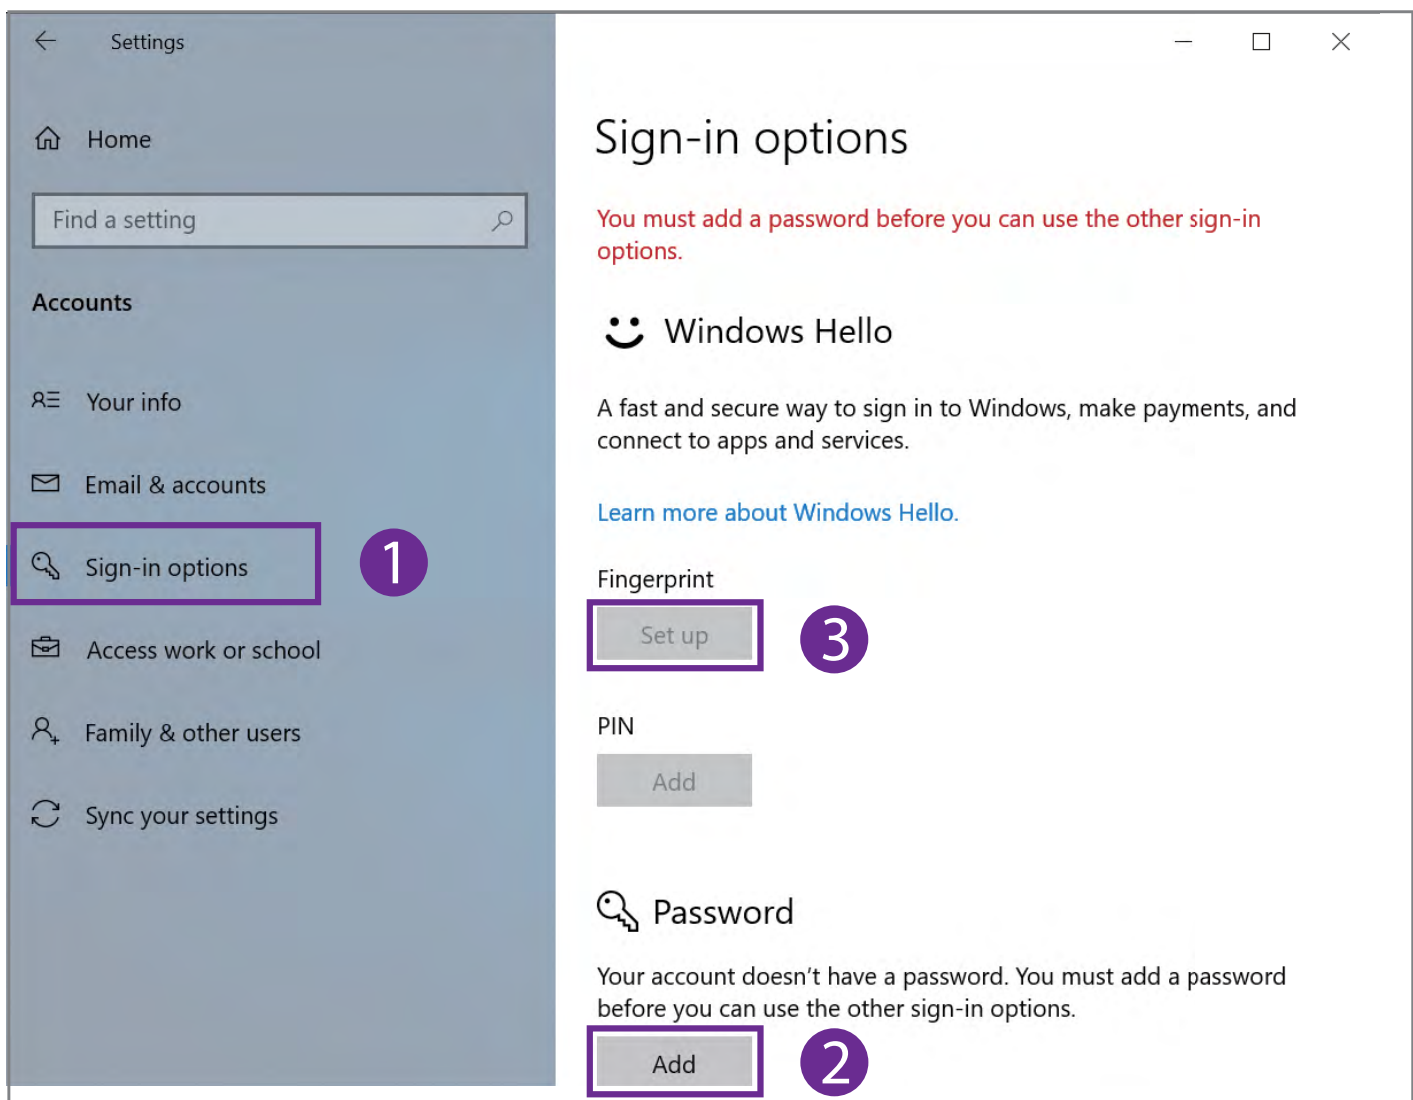 Settings
Home
Find a setting
Accounts
Your info
Email & accounts
Sign-in options
1
Access work or school
Family & other users
Sync your settings
Sign-in options
You must add a password before you can use the other sign-in
options.
Windows Hello
A fast and secure way to sign in to Windows, make payments, and
connect to apps and services.
Learn more about Windows Hello.
Fingerprint
Set up
3
PIN
Add
Password
Your account doesn't have a password. You must add a password
before you can use the other sign-in options.
Add
2